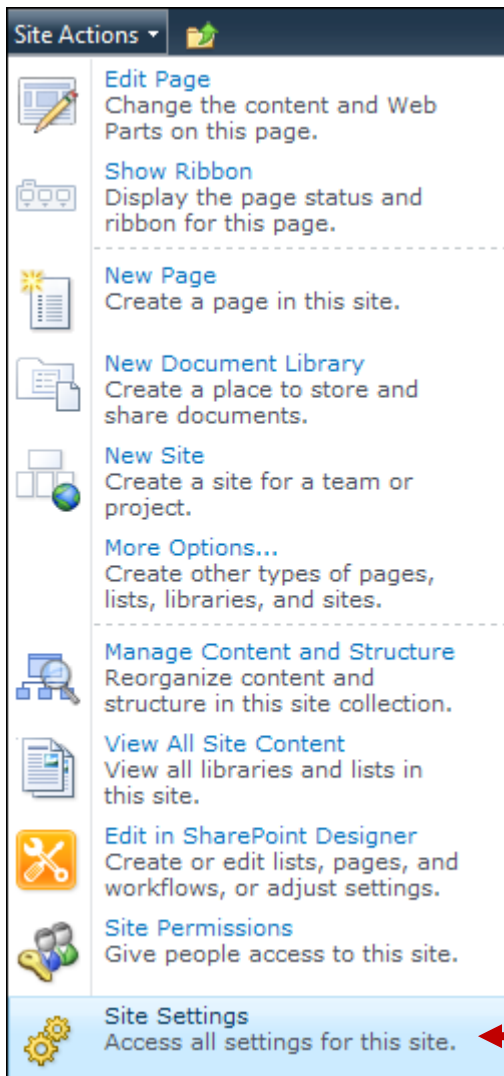 Site Actions
Edit Page
Change the content and Web
Parts on this page.
Show Ribbon
Display the page status and
ribbon for this page.
New Page
Create a page in this site.
New Document Library
Create a place to store and
share documents.
New Site
Create a site for a team or
project.
More Options...
Create other types of pages,
lists, libraries, and sites.
Manage Content and Structure
Reorganize content and
structure in this site collection.
View All Site Content
View all libraries and lists in
this site.
Edit in SharePoint Designer
Create or edit lists, pages, and
workflows, or adjust settings.
Site Permissions
Give people access to this site.
Site Settings
Access all settings for this site.